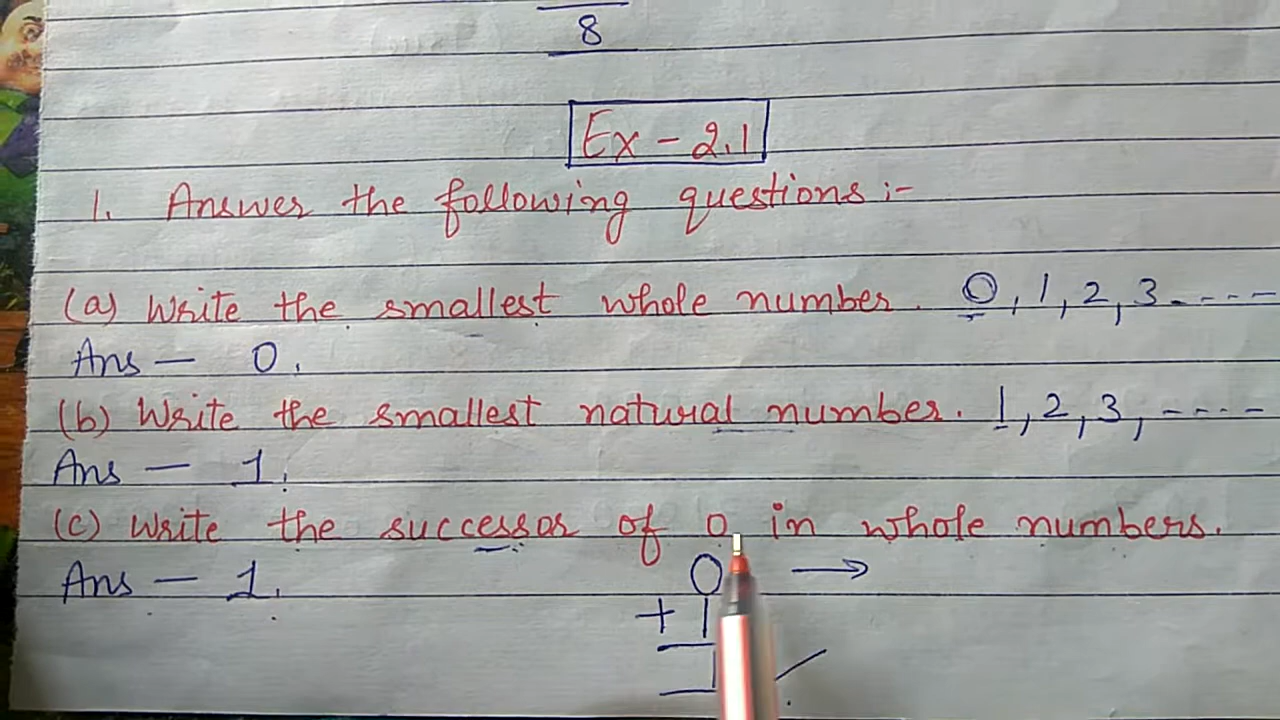 8
Ex - 2.1
1. Answer the following questions :-
(a) Write the smallest whole number. 0, 1, 2, 3 - - - -
Ans - 0.
(b) Write the smallest natural number. 1, 2, 3, - - - -
Ans - 1.
(c) Write the successor of 0 in whole numbers.
Ans - 1.
0 →
+ 1
1